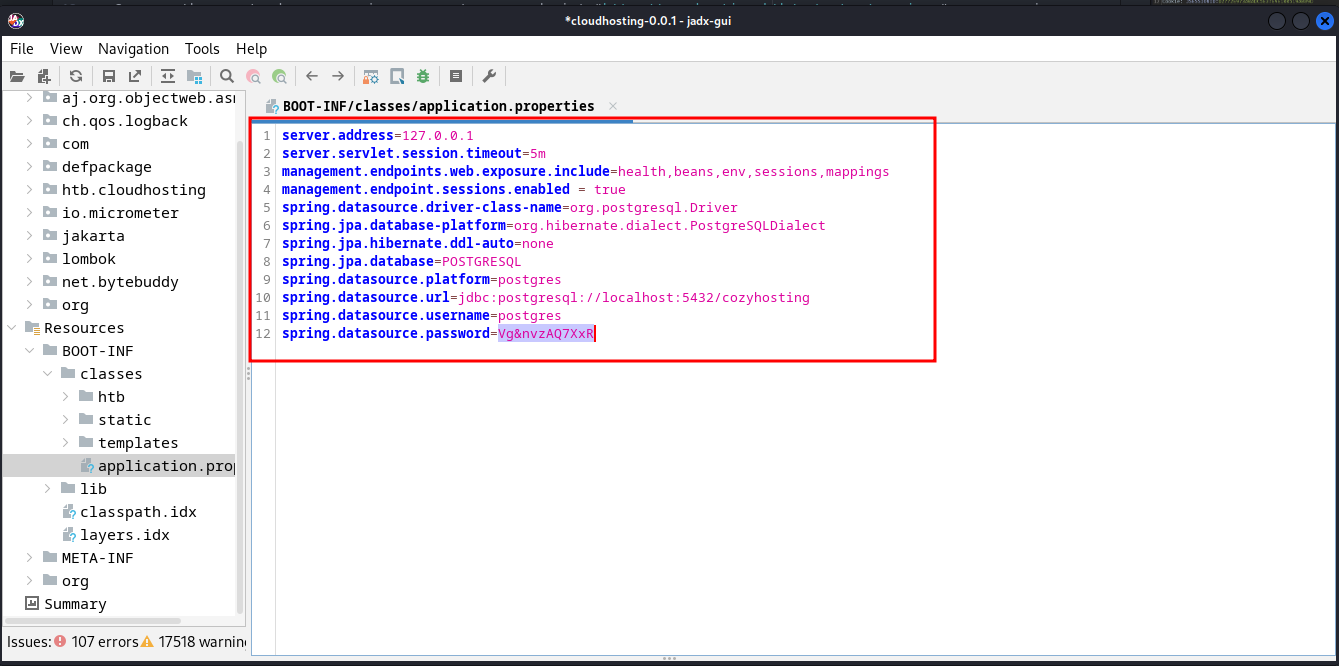 *cloudhosting-0.0.1 - jadx-gui
File View Navigation Tools Help
aj.org.objectweb.asm
ch.qos.logback
com
defpackage
htb.cloudhosting
io.micrometer
jakarta
lombok
net.bytebuddy
org
Resources
BOOT-INF
classes
htb
static
templates
application.prop
lib
classpath.idx
layers.idx
META-INF
org
Summary
Issues: 107 errors 17518 warnin
BOOT-INF/classes/application.properties
1 server.address=127.0.0.1
2 server.servlet.session.timeout=5m
3 management.endpoints.web.exposure.include=health,beans,env,sessions,mappings
4 management.endpoint.sessions.enabled = true
5 spring.datasource.driver-class-name=org.postgresql.Driver
6 spring.jpa.database-platform=org.hibernate.dialect.PostgreSQLDialect
7 spring.jpa.hibernate.ddl-auto=none
8 spring.jpa.database=POSTGRESQL
9 spring.datasource.platform=postgres
10 spring.datasource.url=jdbc:postgresql://localhost:5432/cozyhosting
11 spring.datasource.username=postgres
12 spring.datasource.password=Vg&nvzAQ7XxR